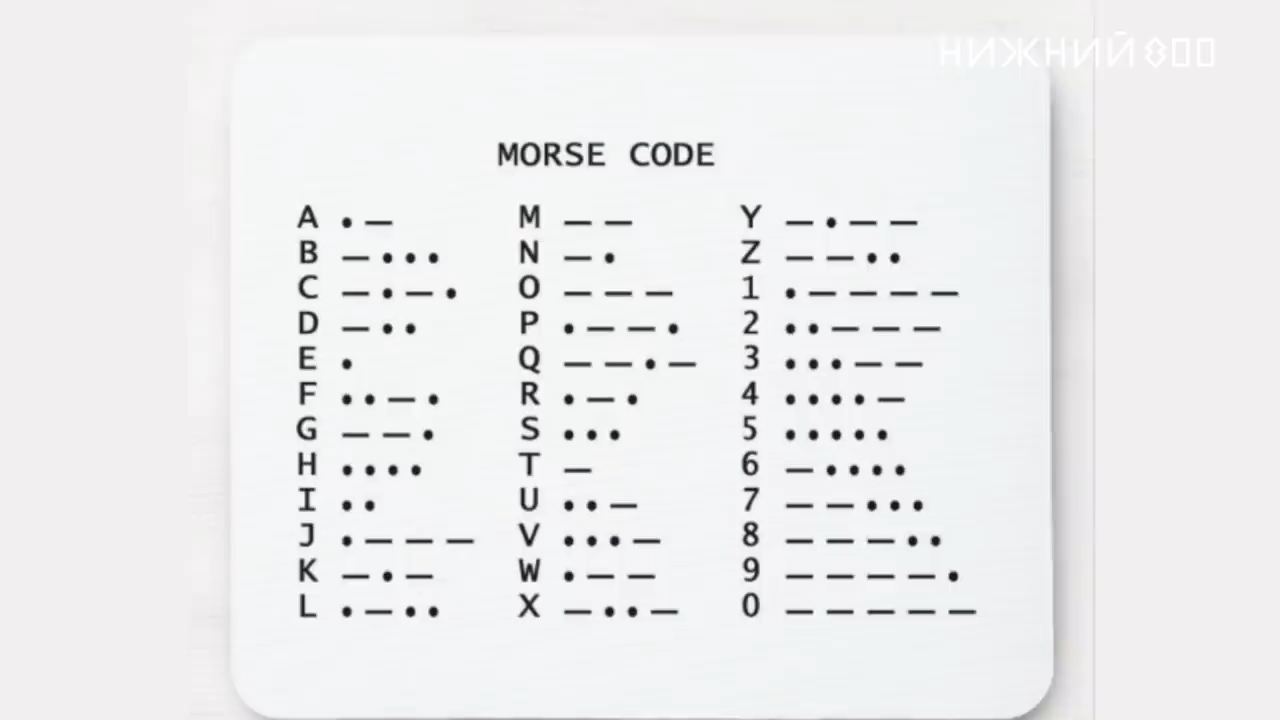 НИЖНИЙ 800
MORSE CODE
A •—
B —•••
C —•—•
D —••
E •
F ••—•
G ——•
H ••••
I ••
J •———
K —•—
L •—••
M ——
N —•
O ———
P •——•
Q ——•—
R •—•
S •••
T —
U ••—
V •••—
W •——
X —••—
Y —•——
Z ——••
1 •————
2 ••———
3 •••——
4 ••••—
5 •••••
6 —••••
7 ——•••
8 ———••
9 ————•
0 —————